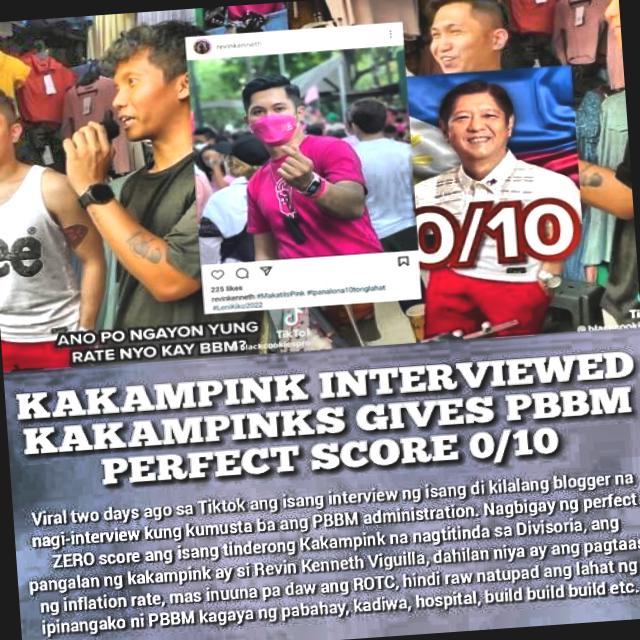 revinkenneth
0/10
225 likes
revinkenneth #MakatiIsPink #ipanalona10tonglahat
#LeniKiko2022
TikTok
ANO PO NGAYON YUNG
RATE NYO KAY BBM?
KAKAMPINK INTERVIEWED
KAKAMPINKS GIVES PBBM
PERFECT SCORE 0/10
Viral two days ago sa Tiktok ang isang interview ng isang di kilalang blogger na
nagi-interview kung kumusta ba ang PBBM administration. Nagbigay ng perfect
ZERO score ang isang tinderong Kakampink na nagtitinda sa Divisoria, ang
pangalan ng kakampink ay si Revin Kenneth Viguilla, dahilan niya ay ang pagtaas
ng inflation rate, mas inuuna pa daw ang ROTC, hindi raw natupad ang lahat ng
ipinangako ni PBBM kagaya ng pabahay, kadiwa, hospital, build build build etc.